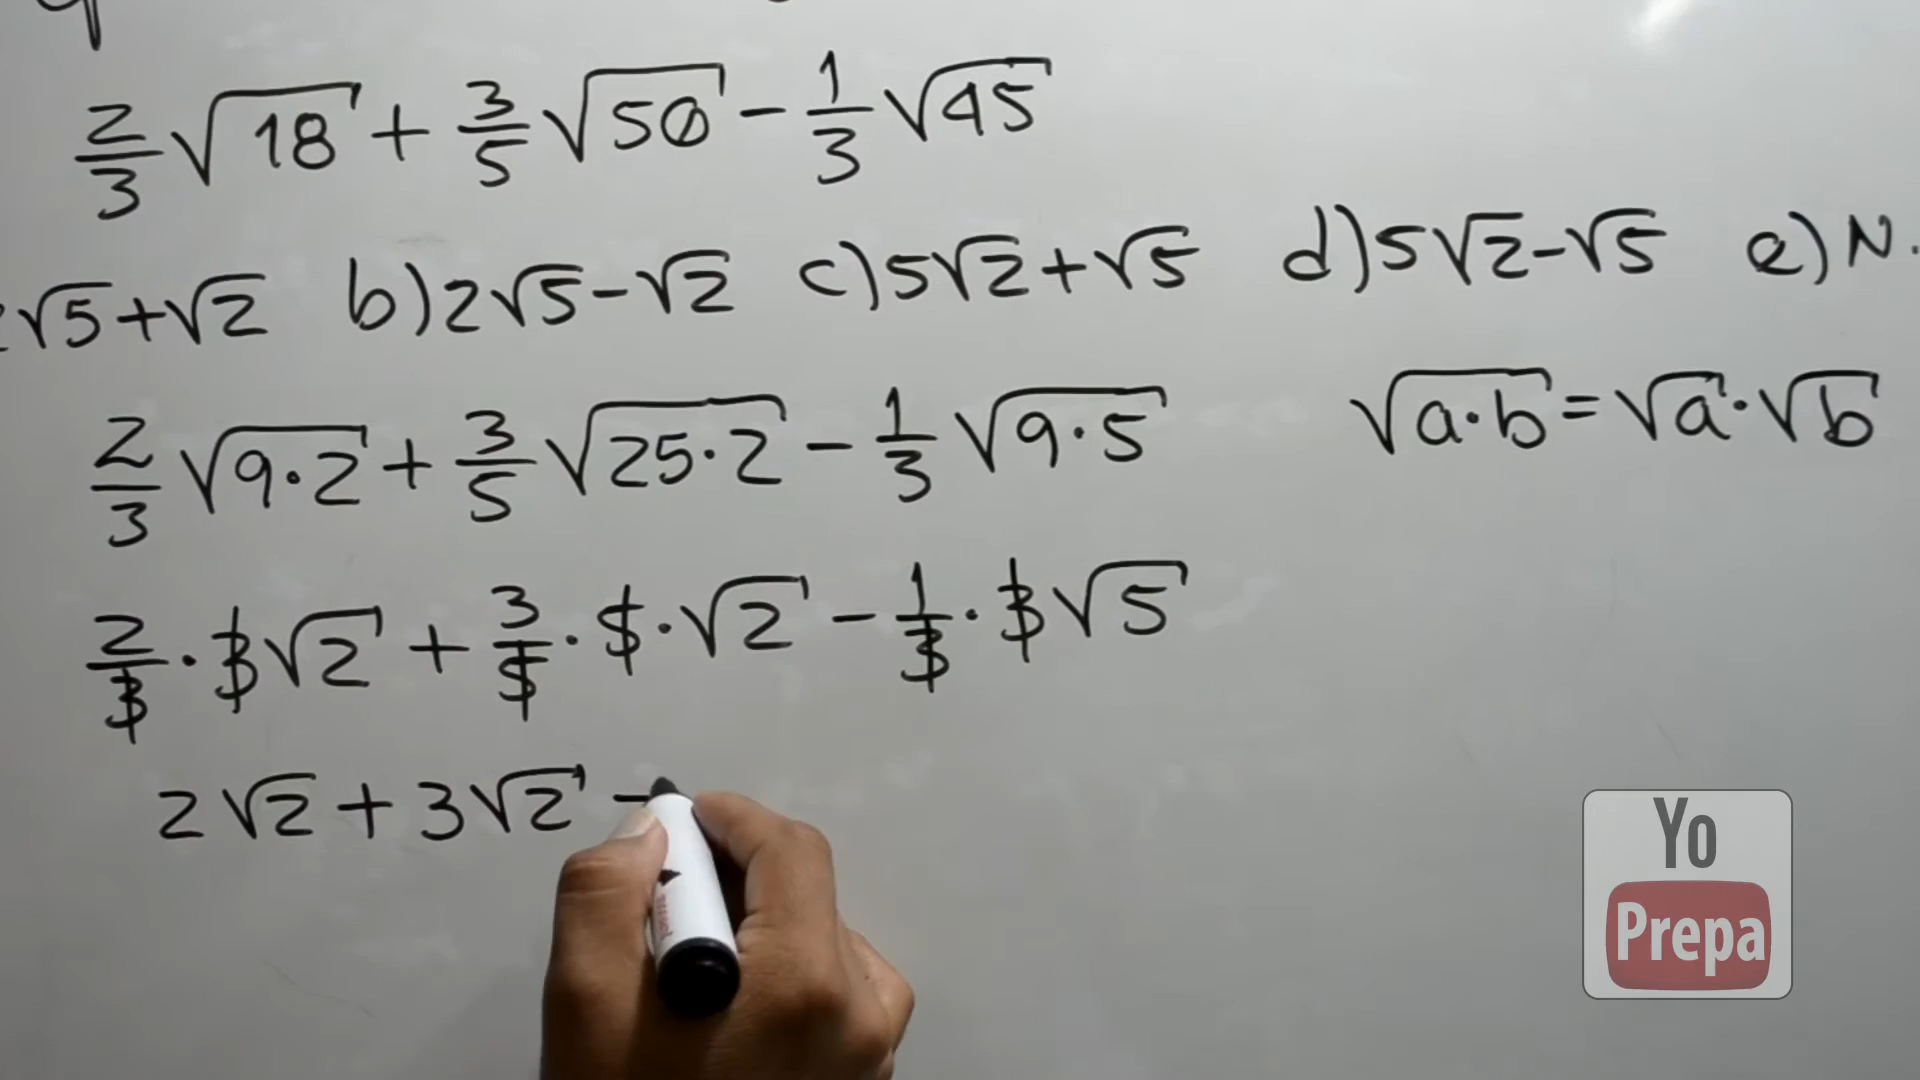 2/3 √18 + 3/5 √50 - 1/3 √45
√5+√2 b) 2√5-√2 c) 5√2+√5 d) 5√2-√5 e) N.
2/3 √9·2 + 3/5 √25·2 - 1/3 √9·5 √a·b = √a·√b
2/3 · 3√2 + 3/5 · 5 · √2 - 1/3 · 3√5
2√2 + 3√2 -
Yo
Prepa